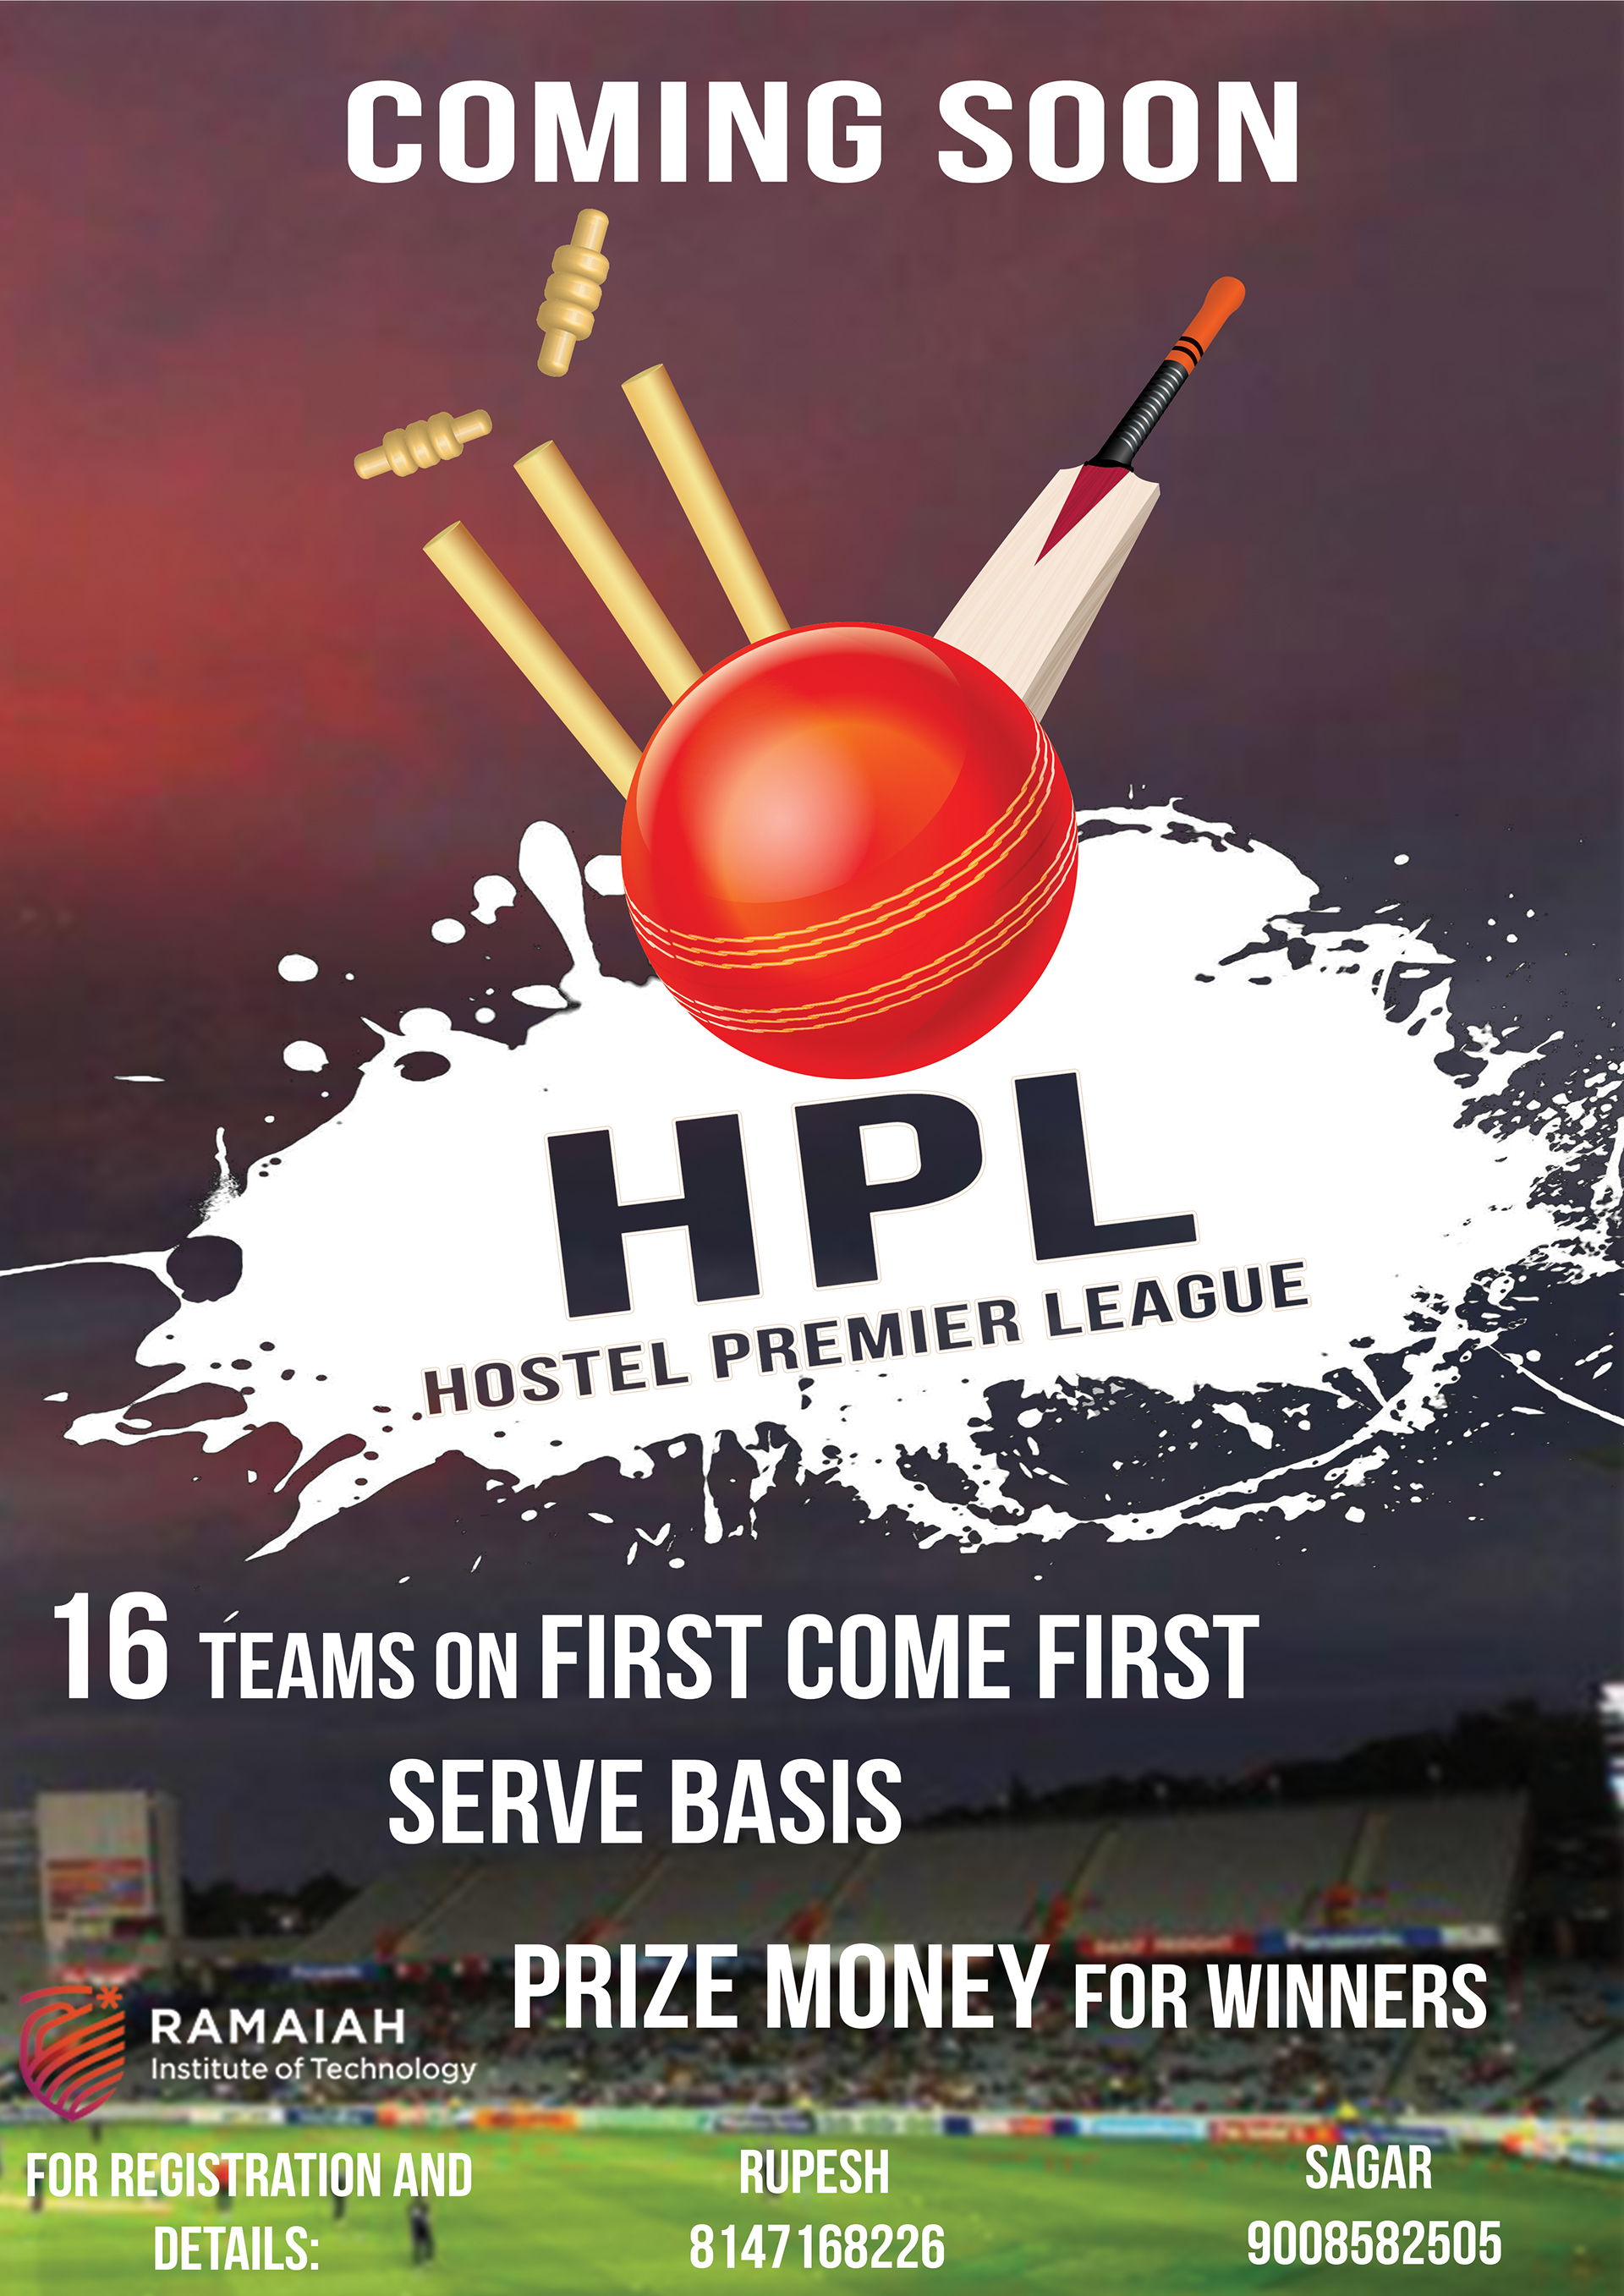 COMING SOON
HPL
HOSTEL PREMIER LEAGUE
16 TEAMS ON FIRST COME FIRST
SERVE BASIS
PRIZE MONEY FOR WINNERS
RAMAIAH
Institute of Technology
FOR REGISTRATION AND
DETAILS:
RUPESH
8147168226
SAGAR
9008582505